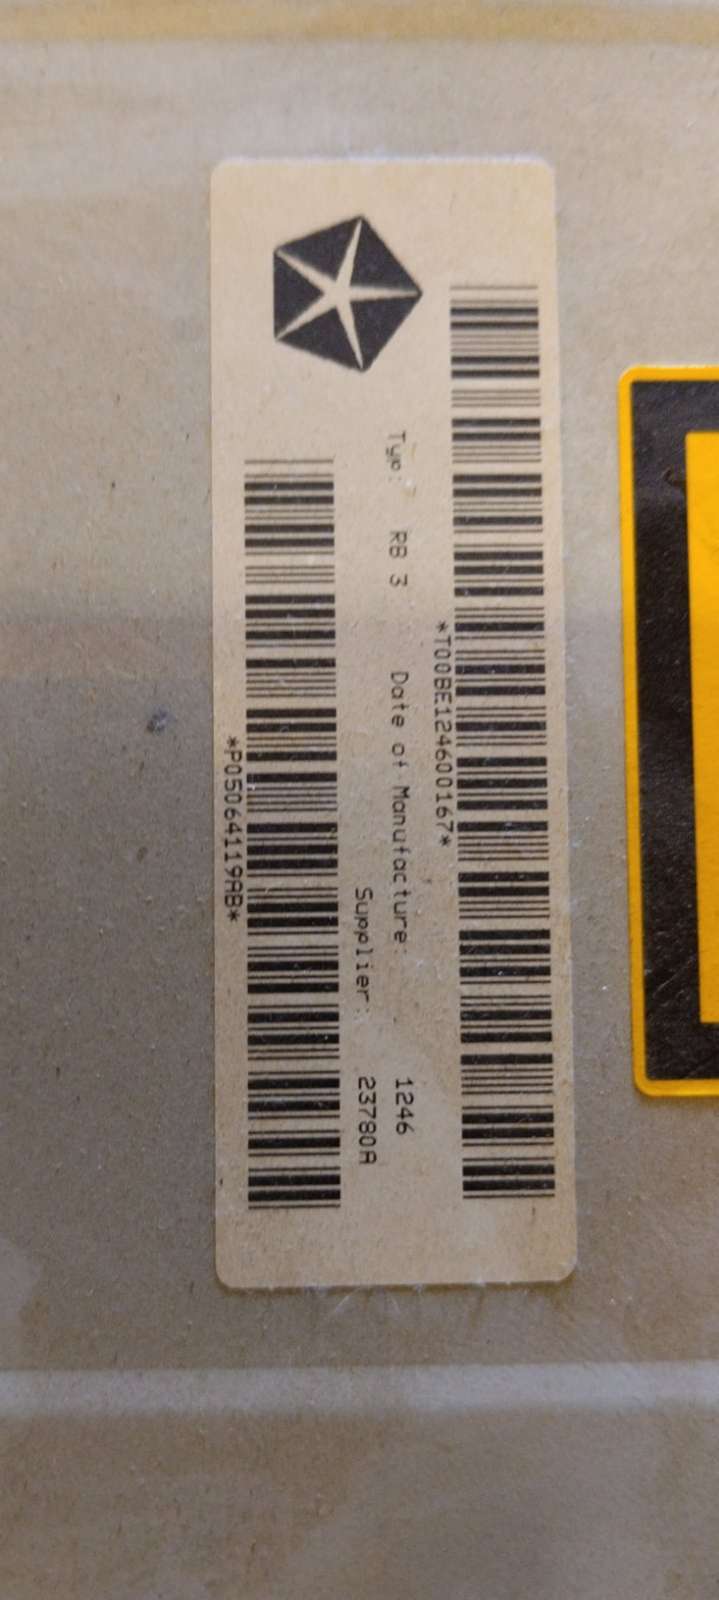 *T00BE124600167*
Typ: RB 3 Date of Manufacture: 1246
Supplier: 23780A
*P05064119AB*